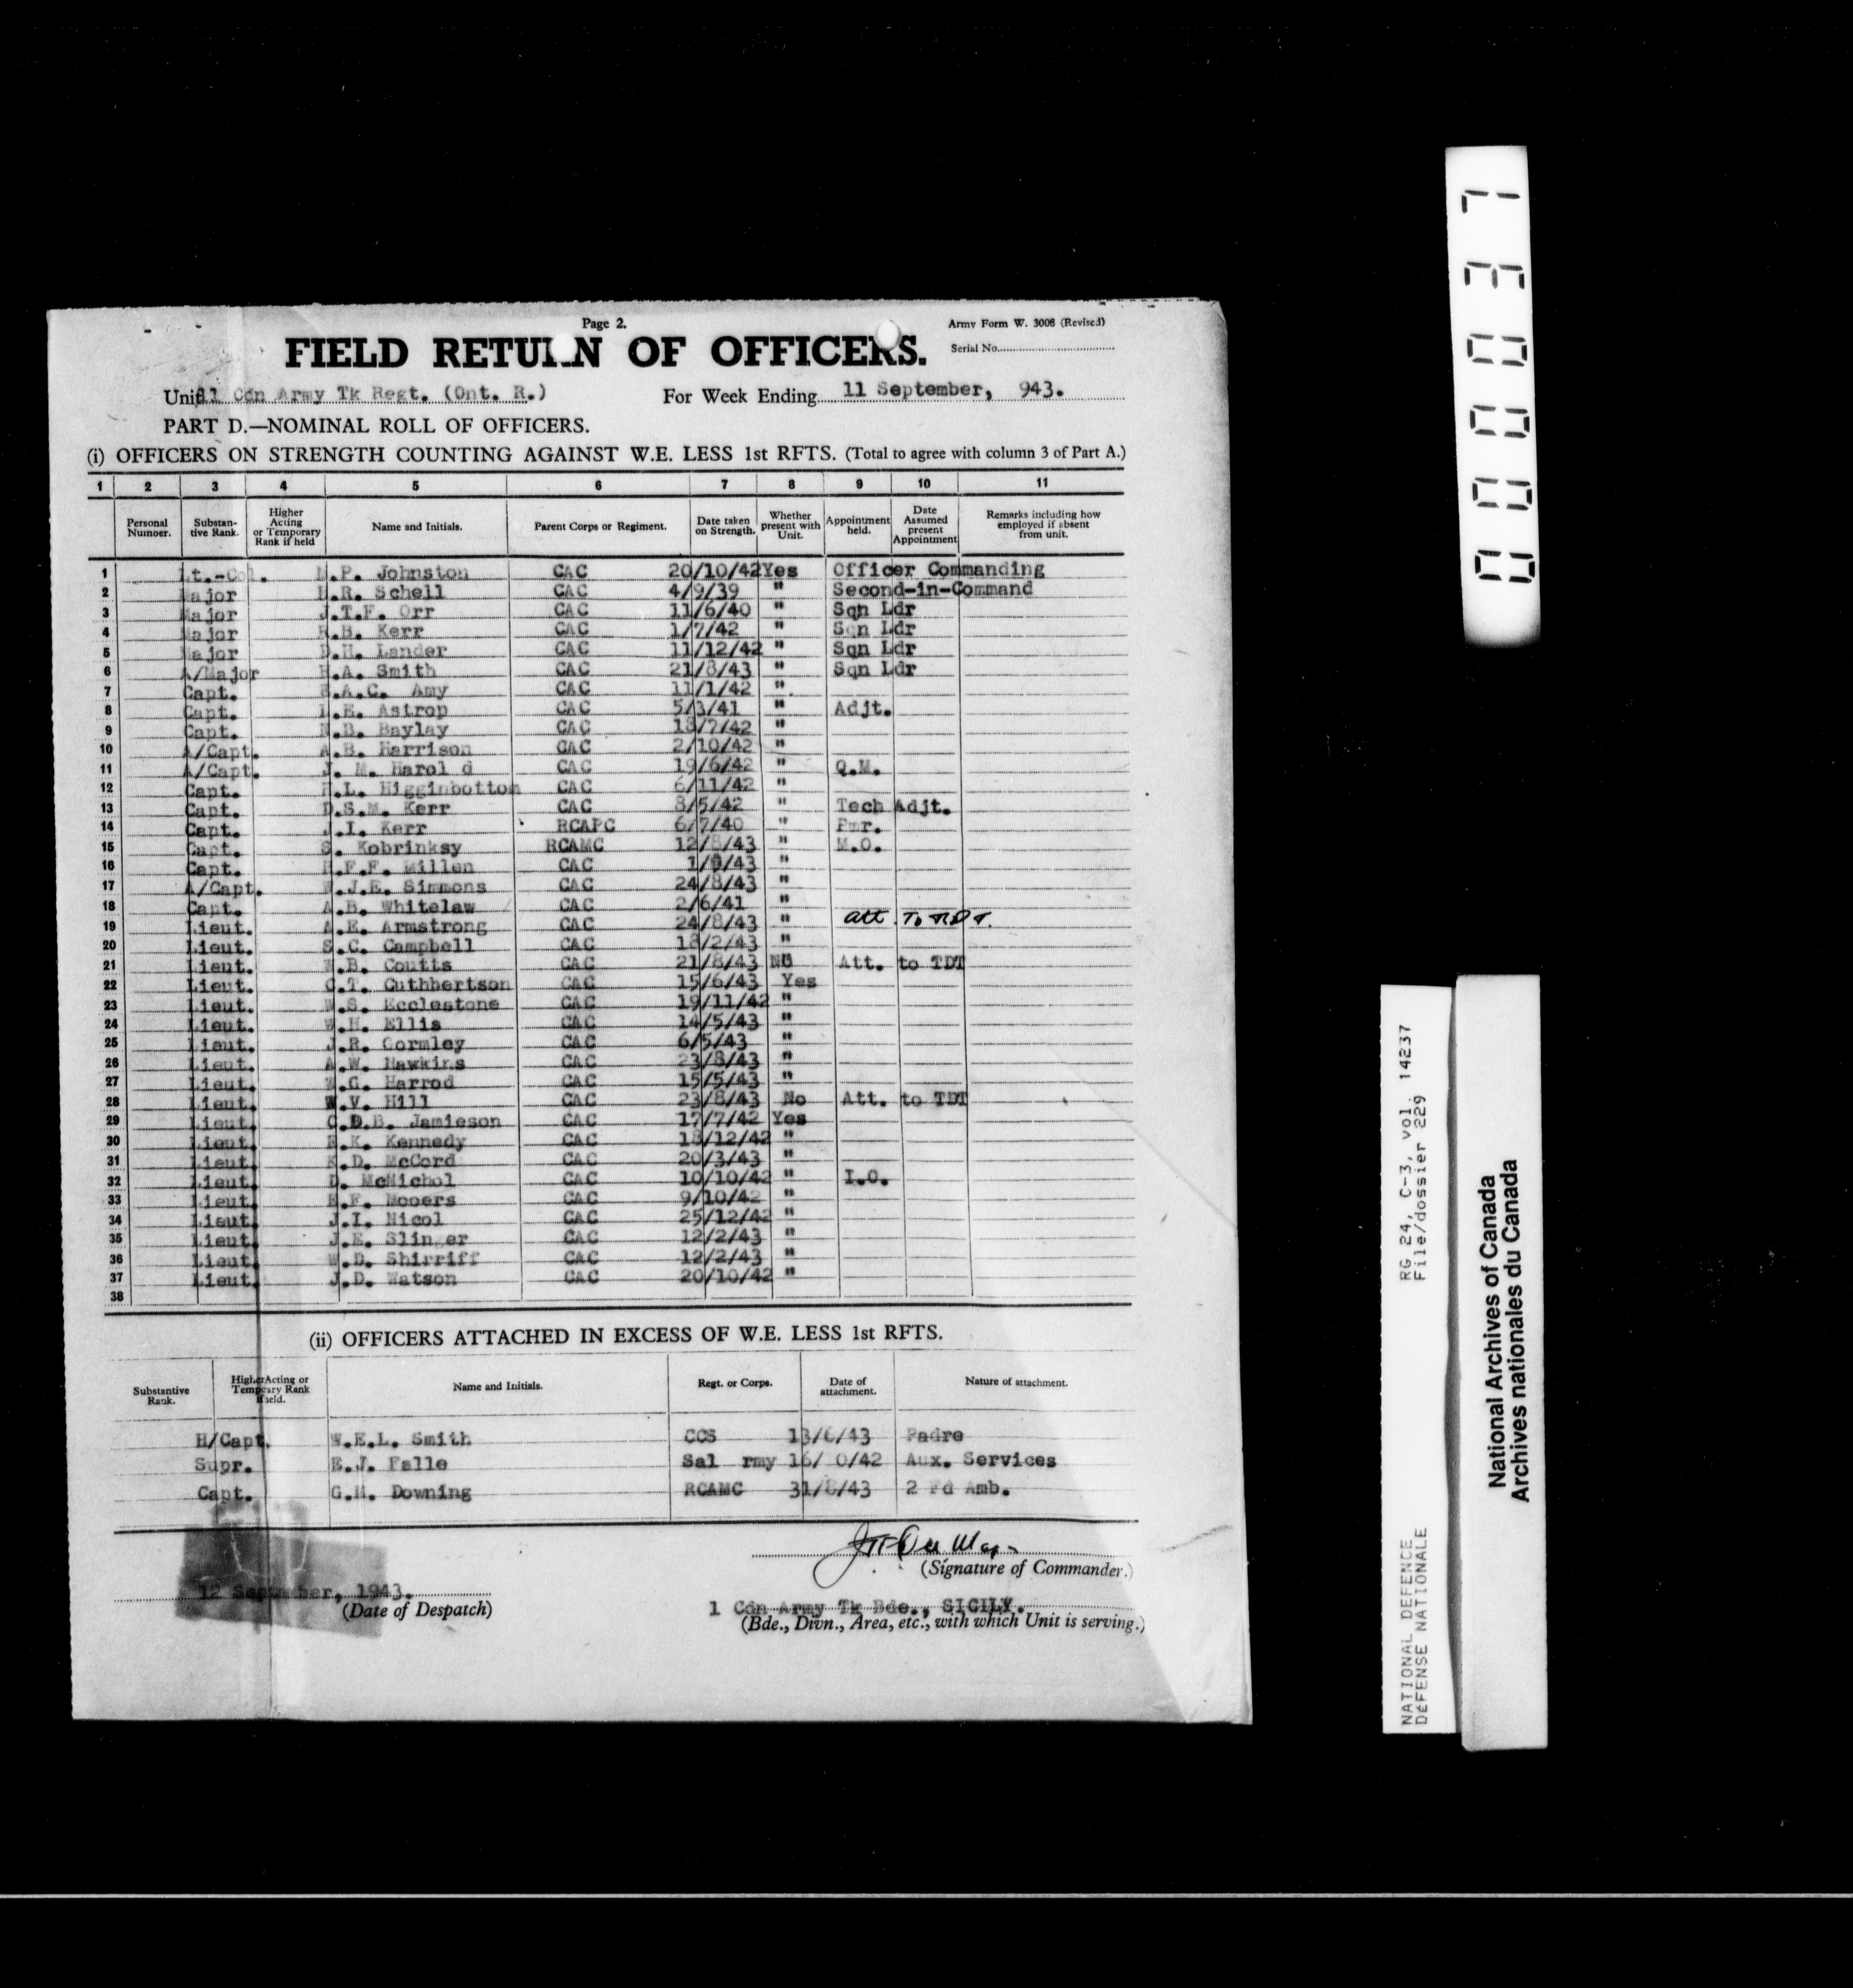 Page 2.
Army Form W. 3008 (Revised)
FIELD RETURN OF OFFICERS.
Serial No.
Unit 11 Cdn Army Tk Regt. (Ont. R.) For Week Ending 11 September, 943.
PART D.—NOMINAL ROLL OF OFFICERS.
(i) OFFICERS ON STRENGTH COUNTING AGAINST W.E. LESS 1st RFTS. (Total to agree with column 3 of Part A.)
1 2 3 4 5 6 7 8 9 10 11
Personal Number. Substantive Rank. Higher Acting or Temporary Rank if held Name and Initials. Parent Corps or Regiment. Date taken on Strength. Whether present with Unit. Appointment held. Date Assumed present Appointment Remarks including how employed if absent from unit.
1 Lt.-Col. M.P. Johnston CAC 20/10/42 Yes Officer Commanding
2 Major .R. Schell CAC 4/9/39 " Second-in-Command
3 Major J.T.F. Orr CAC 11/6/40 " Sqn Ldr
4 Major .B. Kerr CAC 1/7/42 " Sqn Ldr
5 Major D.H. Lander CAC 11/12/42 " Sqn Ldr
6 A/Major H.A. Smith CAC 21/8/43 " Sqn Ldr
7 Capt. E.A.C. Amy CAC 11/1/42 "
8 Capt. L.E. Astrop CAC 5/3/41 " Adjt.
9 Capt. .B. Baylay CAC 18/7/42 "
10 A/Capt. A.B. Harrison CAC 2/10/42 "
11 A/Capt. J. M. Harol d CAC 19/6/42 " Q.M.
12 Capt. .L. Higginbottom CAC 6/11/42 "
13 Capt. D.S.M. Kerr CAC 8/5/42 " Tech Adjt.
14 Capt. J.I. Kerr RCAPC 6/7/40 " Pmr.
15 Capt. S. Kobrinksy RCAMC 12/8/43 " M.O.
16 Capt. H.F.F. Millen CAC 1/9/43 "
17 A/Capt. W.J.E. Simmons CAC 24/8/43 "
18 Capt. A.B. Whitelaw CAC 2/6/41 "
19 Lieut. A.E. Armstrong CAC 24/8/43 " att. To TDT.
20 Lieut. S.C. Campbell CAC 18/2/43 "
21 Lieut. W.B. Coutts CAC 21/8/43 NO Att. to TDT
22 Lieut. C.T. Cuthbertson CAC 15/6/43 Yes
23 Lieut. W.S. Ecclestone CAC 19/11/42 "
24 Lieut. W.H. Ellis CAC 14/5/43 "
25 Lieut. J.R. Gormley CAC 6/5/43 "
26 Lieut. A.W. Hawkins CAC 23/8/43 "
27 Lieut. .G. Harrod CAC 15/5/43 "
28 Lieut. W.V. Hill CAC 23/8/43 No Att. to TDT
29 Lieut. C.D.B. Jamieson CAC 17/7/42 Yes
30 Lieut. E.K. Kennedy CAC 18/12/42 "
31 Lieut. K.D. McCord CAC 20/3/43 "
32 Lieut. D. McNichol CAC 10/10/42 " I.O.
33 Lieut. E.F. Mooers CAC 9/10/42 "
34 Lieut. J.I. Nicol CAC 25/12/42 "
35 Lieut. J.E. Slinger CAC 12/2/43 "
36 Lieut. W.D. Shirriff CAC 12/2/43 "
37 Lieut. J.D. Watson CAC 20/10/42 "
38
(ii) OFFICERS ATTACHED IN EXCESS OF W.E. LESS 1st RFTS.
Substantive Rank. Higher Acting or Temporary Rank if held. Name and Initials. Regt. or Corps. Date of attachment. Nature of attachment.
H/Capt. W.E.L. Smith CCS 13/6/43 Padre
Supr. E.J. Falle Sal rmy 16/ 0/42 Aux. Services
Capt. G.M. Downing RCAMC 31/8/43 2 Fd Amb.
(Signature of Commander.)
12 September, 1943.
(Date of Despatch)
1 Cdn Army Tk Bde., SICILY.
(Bde., Divn., Area, etc., with which Unit is serving.)
000037
RG 24, C-3, vol. 14237
File/dossier 229
NATIONAL DEFENCE
DÉFENSE NATIONALE
National Archives of Canada
Archives nationales du Canada